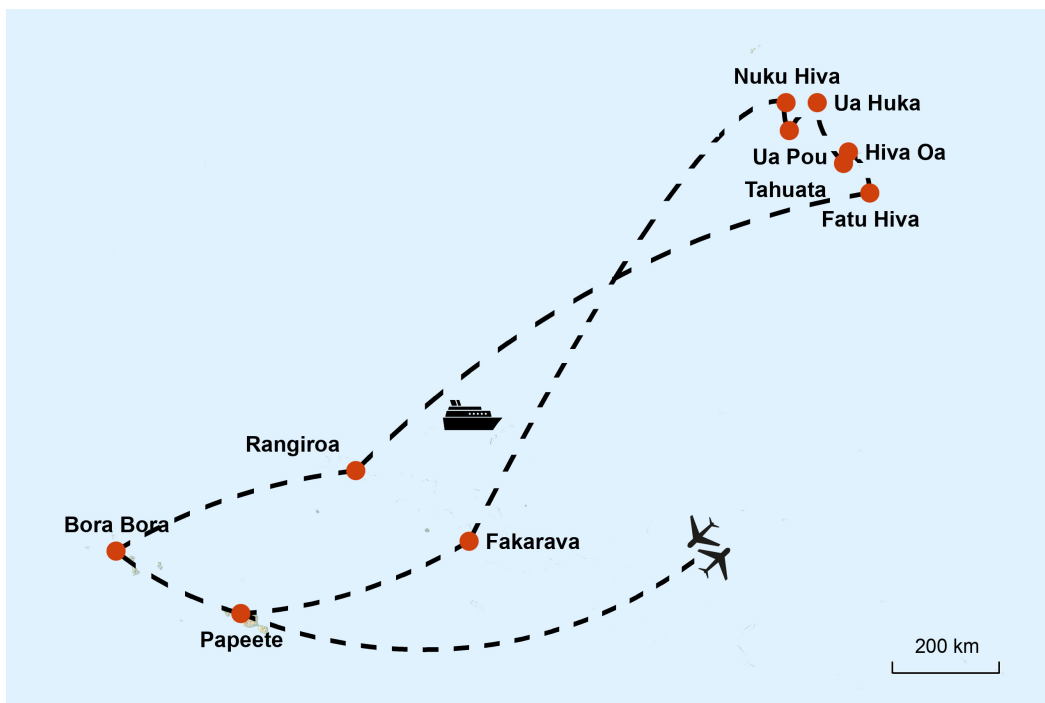 Nuku Hiva
Ua Huka
Ua Pou
Hiva Oa
Tahuata
Fatu Hiva
Rangiroa
Bora Bora
Fakarava
Papeete
200 km